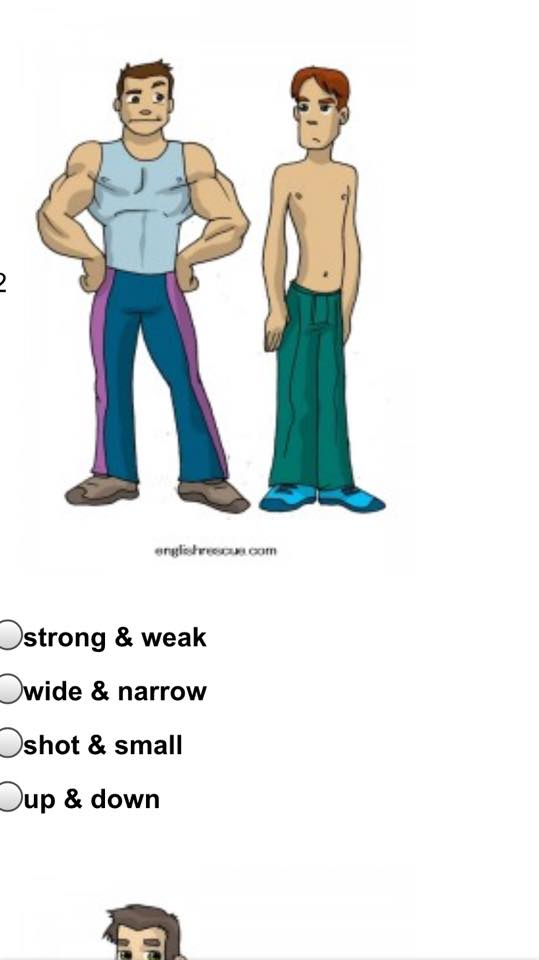 2
englishrescue.com
strong & weak
wide & narrow
shot & small
up & down